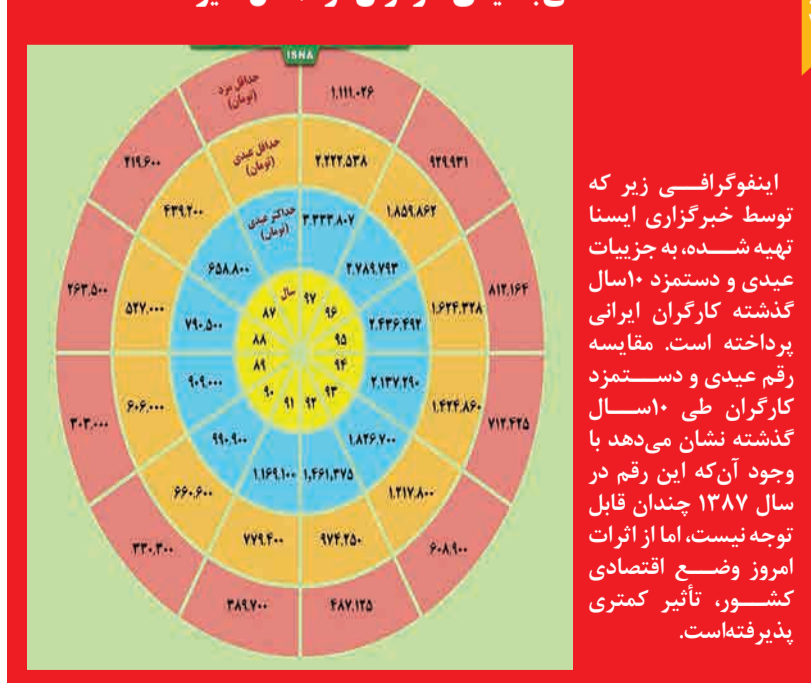 اینفوگرافی زیر که
توسط خبرگزاری ایسنا
تهیه شده، به جزییات
عیدی و دستمزد ۱۰سال
گذشته کارگران ایرانی
پرداخته است. مقایسه
رقم عیدی و دستمزد
کارگران طی ۱۰سال
گذشته نشان می‌دهد با
وجود آن‌که این رقم در
سال ۱۳۸۷ چندان قابل
توجه نیست، اما از اثرات
امروز وضع اقتصادی
کشور، تأثیر کمتری
پذیرفته‌است.
ISNA
حداقل مزد
(تومان)
حداقل عیدی
(تومان)
حداکثر عیدی
(تومان)
سال
۱.۱۱۱.۰۲۶
۲.۲۲۲.۵۳۸
۳.۳۳۳.۸۰۷
۹۷
۹۲۹.۹۳۱
۱.۸۵۹.۸۶۲
۲.۷۸۹.۷۹۳
۹۶
۸۱۲.۱۶۴
۱.۶۲۴.۳۲۸
۲.۴۳۶.۴۹۲
۹۵
۷۱۲.۴۲۵
۱.۴۲۴.۸۶۰
۲.۱۳۷.۲۹۰
۹۴
۶۰۸.۹۰۰
۱.۲۱۷.۸۰۰
۱.۸۲۶.۷۰۰
۹۳
۴۸۷.۱۲۵
۹۷۴.۲۵۰
۱,۴۶۱,۳۷۵
۹۲
۳۸۹.۷۰۰
۷۷۹.۴۰۰
۱.۱۶۹.۱۰۰
۹۱
۳۳۰.۳۰۰
۶۶۰.۶۰۰
۹۹۰.۹۰۰
۹۰
۳۰۳.۰۰۰
۶۰۶,۰۰۰
۹۰۹.۰۰۰
۸۹
۲۶۳.۵۰۰
۵۲۷.۰۰۰
۷۹۰.۵۰۰
۸۸
۲۱۹.۶۰۰
۴۳۹.۲۰۰
۶۵۸.۸۰۰
۸۷